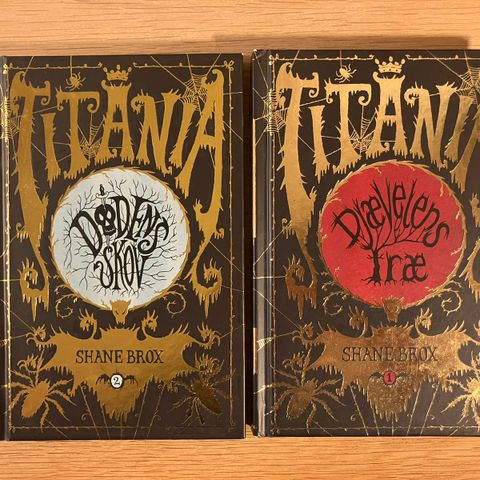 TITANIA
DØDENS
SKOV
SHANE BROX
2
TITANIA
Djævelens
Træ
SHANE BROX
1